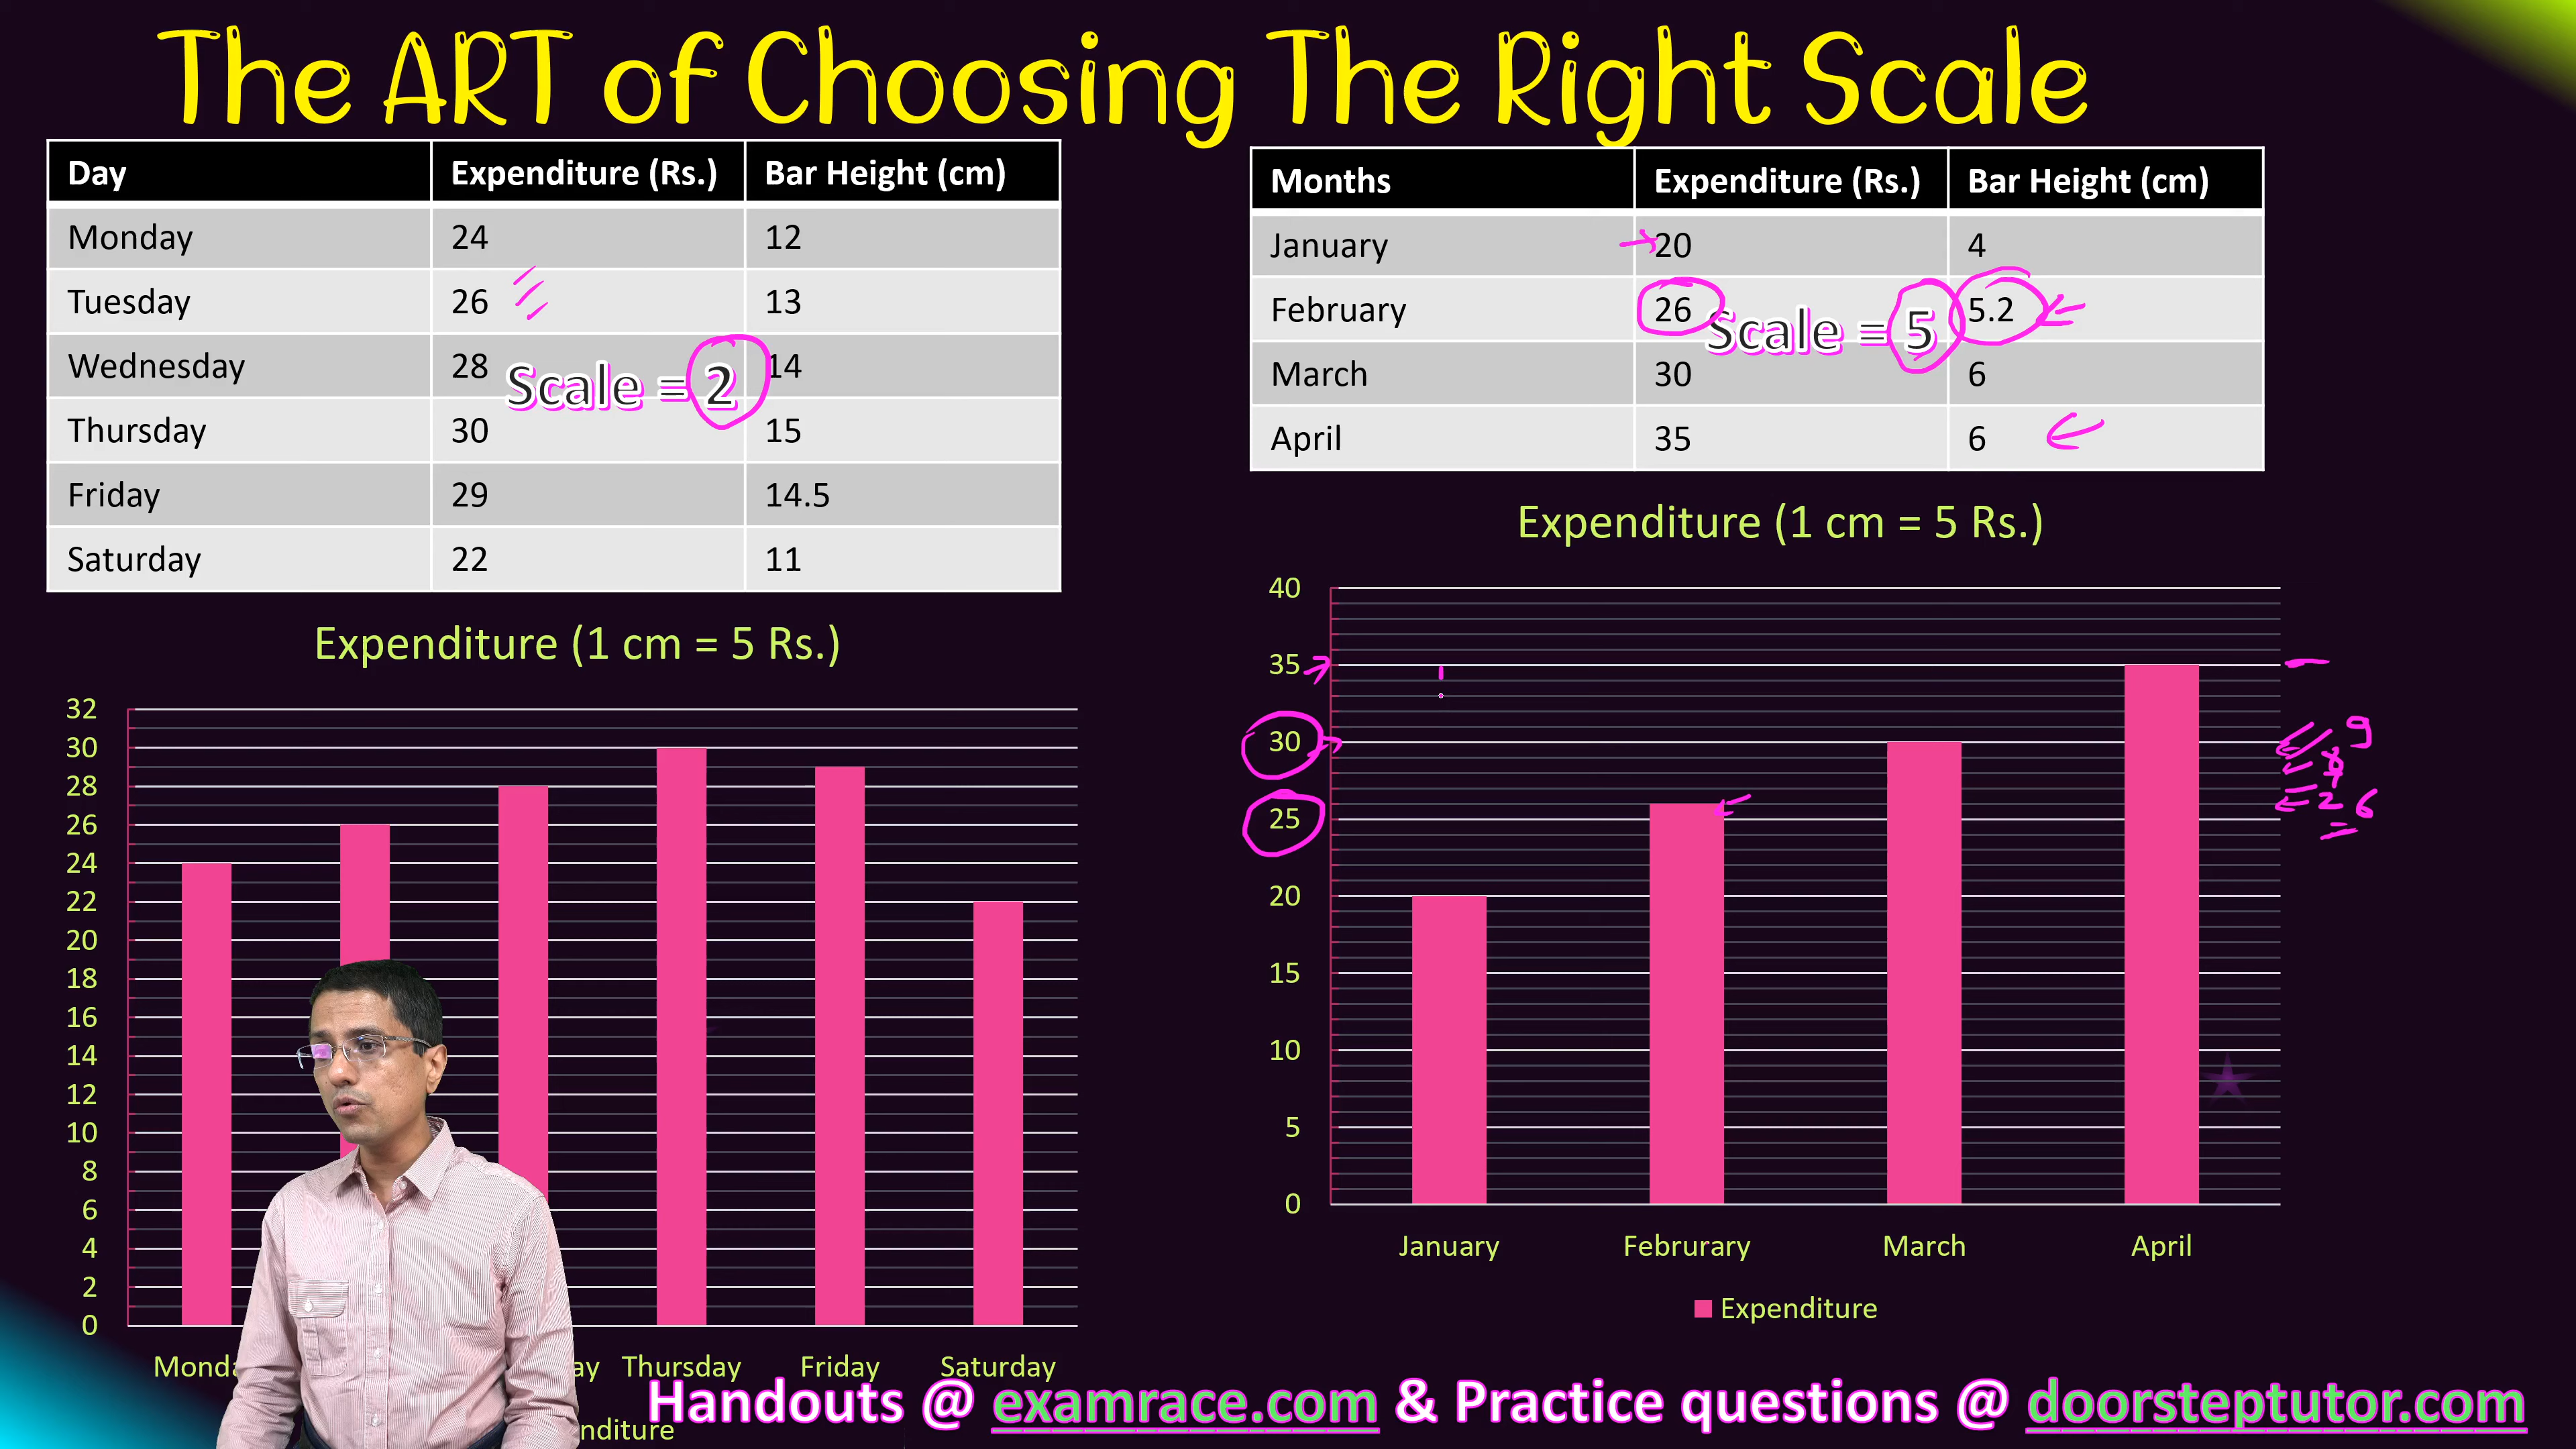 The ART of Choosing The Right Scale
Day Expenditure (Rs.) Bar Height (cm)
Monday 24 12
Tuesday 26 13
Wednesday 28 14
Thursday 30 15
Friday 29 14.5
Saturday 22 11
Scale = 2
Months Expenditure (Rs.) Bar Height (cm)
January 20 4
February 26 5.2
March 30 6
April 35 6
Scale = 5
Expenditure (1 cm = 5 Rs.)
32
30
28
26
24
22
20
18
16
14
12
10
8
6
4
2
0
Monda ay Thursday Friday Saturday
nditure
Expenditure (1 cm = 5 Rs.)
40
35
30
25
20
15
10
5
0
9
26
January Februrary March April
Expenditure
Handouts @ examrace.com & Practice questions @ doorsteptutor.com